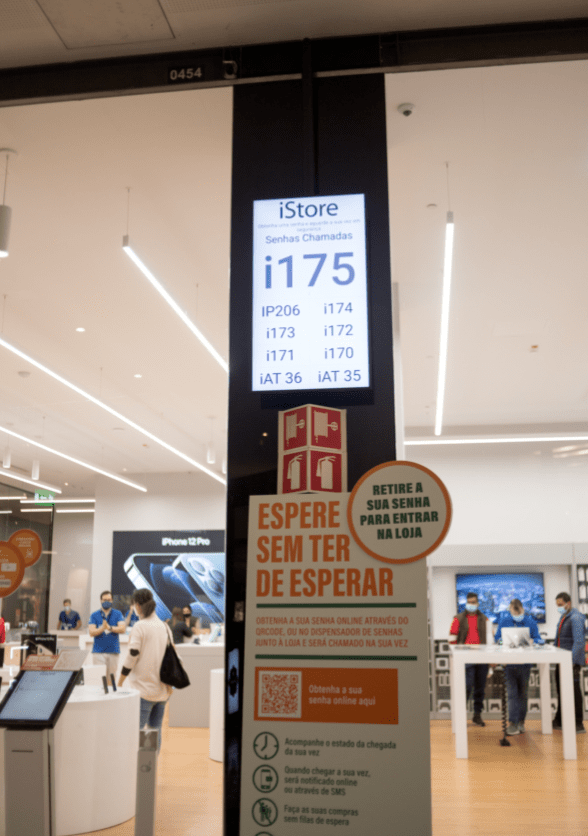 0454
iStore
Senhas Chamadas
i175
IP206 i174
i173 i172
i171 i170
iAT 36 iAT 35
RETIRE A
SUA SENHA
PARA ENTRAR
NA LOJA
ESPERE
SEM TER
DE ESPERAR
OBTENHA A SUA SENHA ONLINE ATRAVÉS DO
QRCODE, OU NO DISPENSADOR DE SENHAS
JUNTO À LOJA E SERÁ CHAMADO NA SUA VEZ
Obtenha a sua
senha online aqui
Acompanhe o estado da chegada
da sua vez
Quando chegar a sua vez,
será notificado online
ou através de SMS
Faça as suas compras
sem filas de espera
iPhone 12 Pro